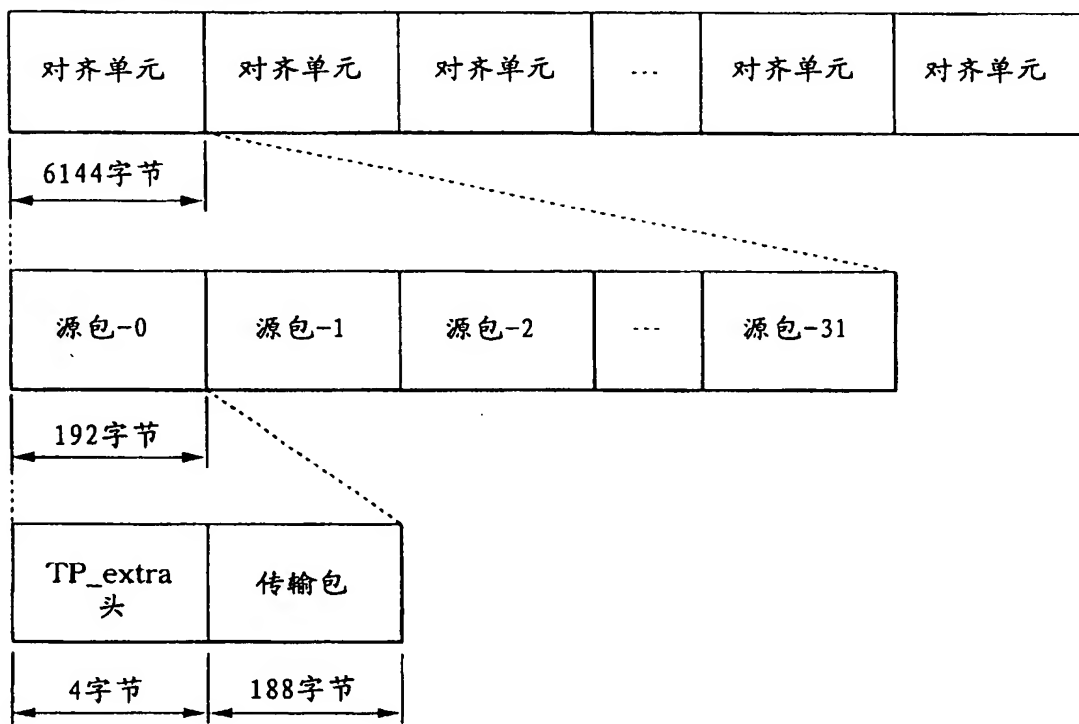 对齐单元 对齐单元 对齐单元 … 对齐单元 对齐单元
6144字节
源包-0 源包-1 源包-2 … 源包-31
192字节
TP_extra
头
传输包
4字节 188字节